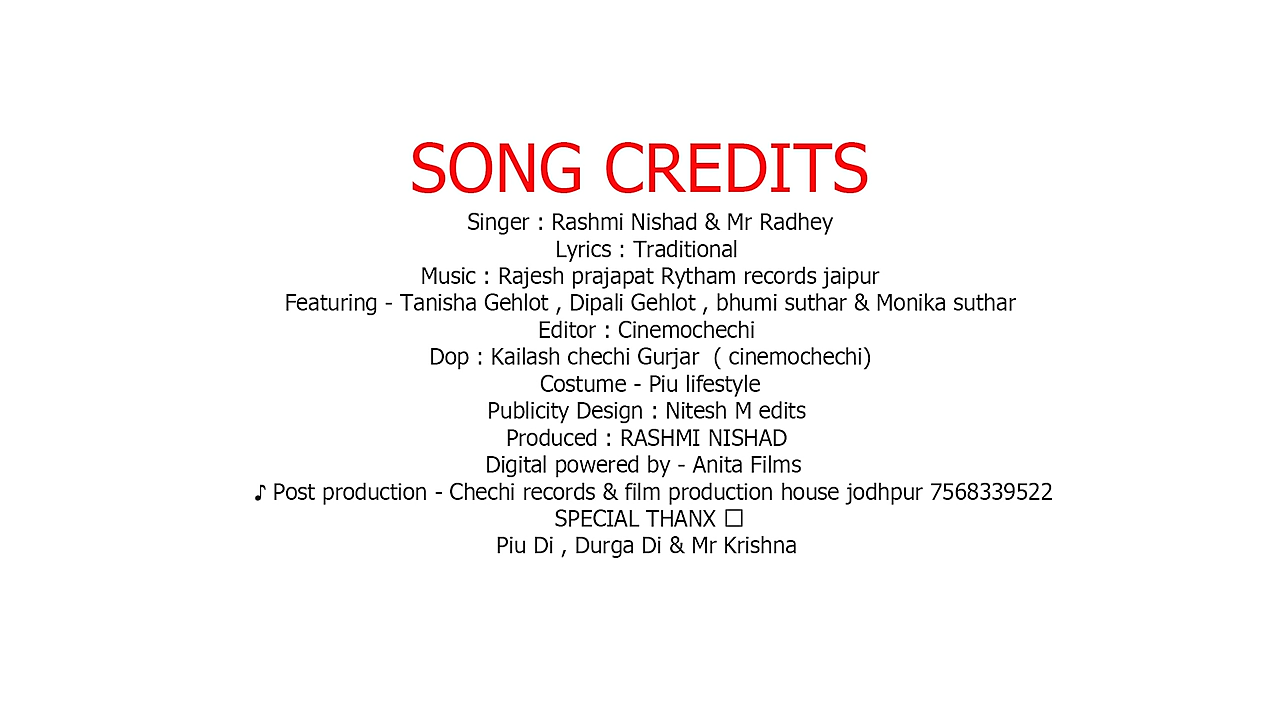 SONG CREDITS
Singer : Rashmi Nishad & Mr Radhey
Lyrics : Traditional
Music : Rajesh prajapat Rytham records jaipur
Featuring - Tanisha Gehlot , Dipali Gehlot , bhumi suthar & Monika suthar
Editor : Cinemochechi
Dop : Kailash chechi Gurjar  ( cinemochechi)
Costume - Piu lifestyle
Publicity Design : Nitesh M edits
Produced : RASHMI NISHAD
Digital powered by - Anita Films
♪ Post production - Chechi records & film production house jodhpur 7568339522
SPECIAL THANX □
Piu Di , Durga Di & Mr Krishna